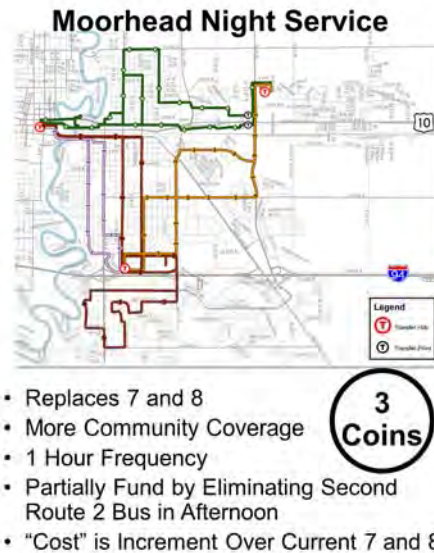 Moorhead Night Service
10
94
Legend
Transfer Hub
• Replaces 7 and 8
• More Community Coverage
• 1 Hour Frequency
• Partially Fund by Eliminating Second
Route 2 Bus in Afternoon
• "Cost" is Increment Over Current 7 and 8
3
Coins